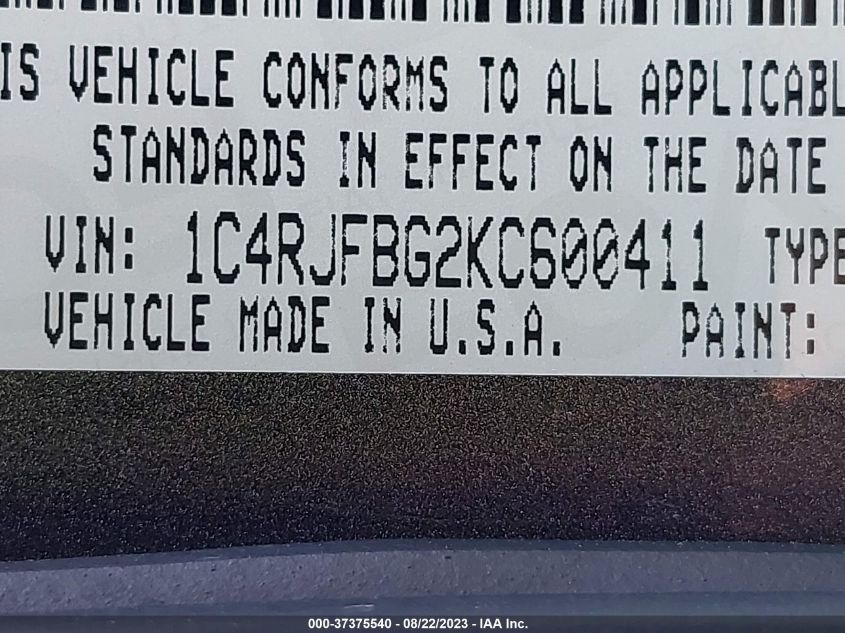 IS VEHICLE CONFORMS TO ALL APPLICABL
STANDARDS IN EFFECT ON THE DATE
VIN: 1C4RJFBG2KC600411 TYPE
VEHICLE MADE IN U.S.A. PAINT:
000-37375540 - 08/22/2023 - IAA Inc.